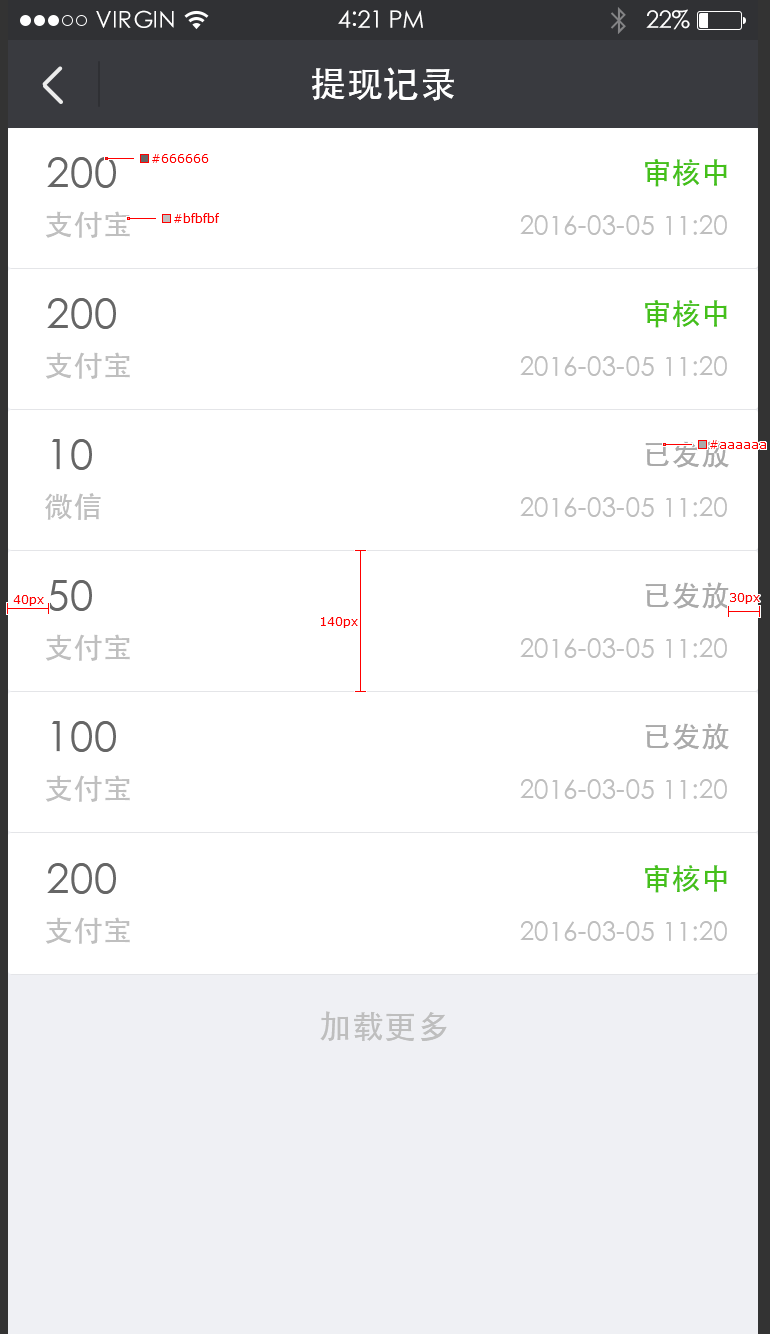 VIRGIN 4:21 PM 22%
提现记录
200 #666666 审核中
支付宝 #bfbfbf 2016-03-05 11:20
200 审核中
支付宝 2016-03-05 11:20
10 已发放 #aaaaaa
微信 2016-03-05 11:20
40px 50 已发放 30px
140px
支付宝 2016-03-05 11:20
100 已发放
支付宝 2016-03-05 11:20
200 审核中
支付宝 2016-03-05 11:20
加载更多